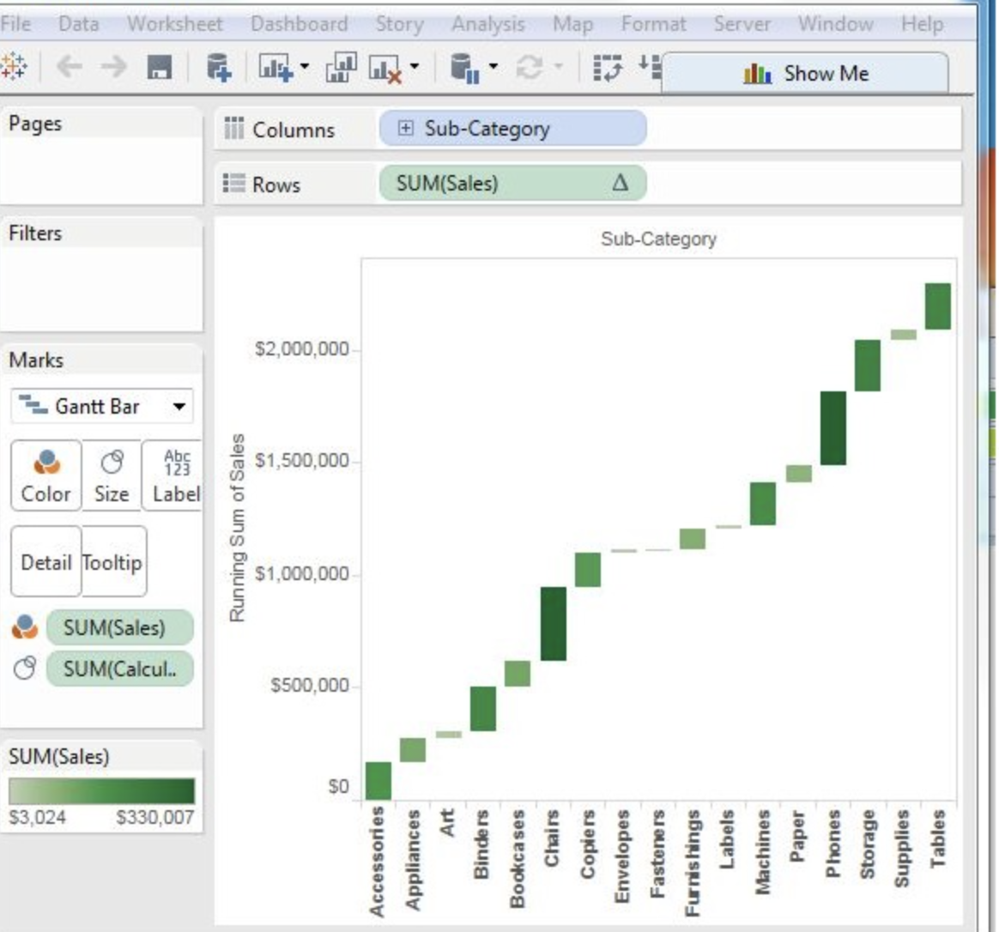 File Data Worksheet Dashboard Story Analysis Map Format Server Window Help
Show Me
Pages
Columns Sub-Category
Rows SUM(Sales) Δ
Filters
Marks
Gantt Bar
Color Size Abc 123 Label
Detail Tooltip
SUM(Sales)
SUM(Calcul..
SUM(Sales)
$3,024 $330,007
Sub-Category
Running Sum of Sales
$2,000,000
$1,500,000
$1,000,000
$500,000
$0
Accessories
Appliances
Art
Binders
Bookcases
Chairs
Copiers
Envelopes
Fasteners
Furnishings
Labels
Machines
Paper
Phones
Storage
Supplies
Tables